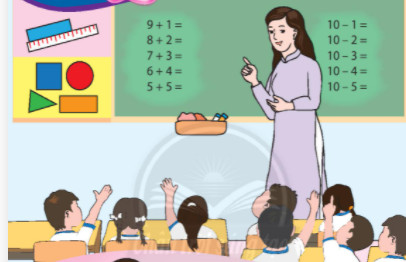 9 + 1 =
8 + 2 =
7 + 3 =
6 + 4 =
5 + 5 =
10 – 1 =
10 – 2 =
10 – 3 =
10 – 4 =
10 – 5 =